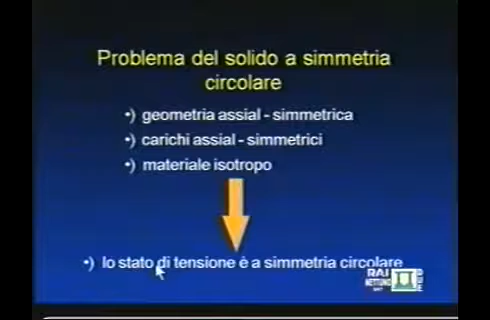 Problema del solido a simmetria
circolare
•) geometria assial - simmetrica
•) carichi assial - simmetrici
•) materiale isotropo
•) lo stato di tensione è a simmetria circolare
RAI